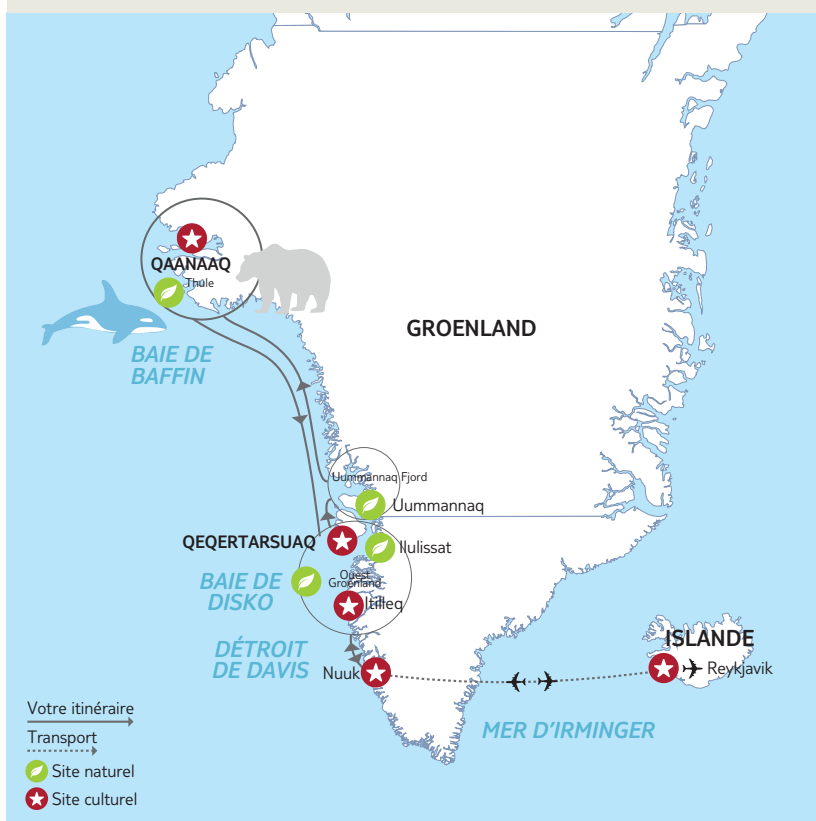 QAANAAQ
Thule
GROENLAND
BAIE DE
BAFFIN
Uummannaq Fjord
Uummannaq
QEQERTARSUAQ
Ilulissat
BAIE DE
DISKO
Ouest
Groenland
Itilleq
DÉTROIT
DE DAVIS
Nuuk
ISLANDE
Reykjavik
MER D'IRMINGER
Votre itinéraire
Transport
Site naturel
Site culturel